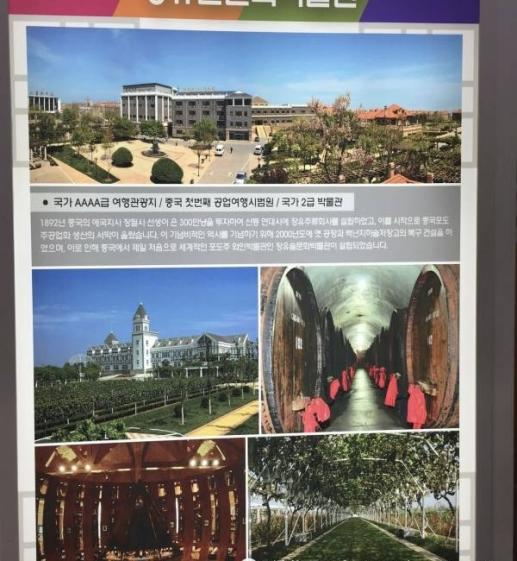 • 국가 AAAA급 여행관광지 / 중국 첫번째 공업여행시범원 / 국가 2급 박물관
1892년 중국의 애국지사 장필사 선생이 은 300만냥을 투자하여 산동 연대시에 장유주류회사를 설립하였고, 이를 시작으로 중국포도
주공업화 생산의 서막이 올랐습니다. 이 기념비적인 역사를 기념하기 위해 2000년도에 옛 공장과 백년지하술저장고의 복구 건설을 하
였으며, 이로 인해 중국에서 제일 처음으로 세계적인 포도주 와인박물관인 장유술문화박물관이 설립되었습니다.